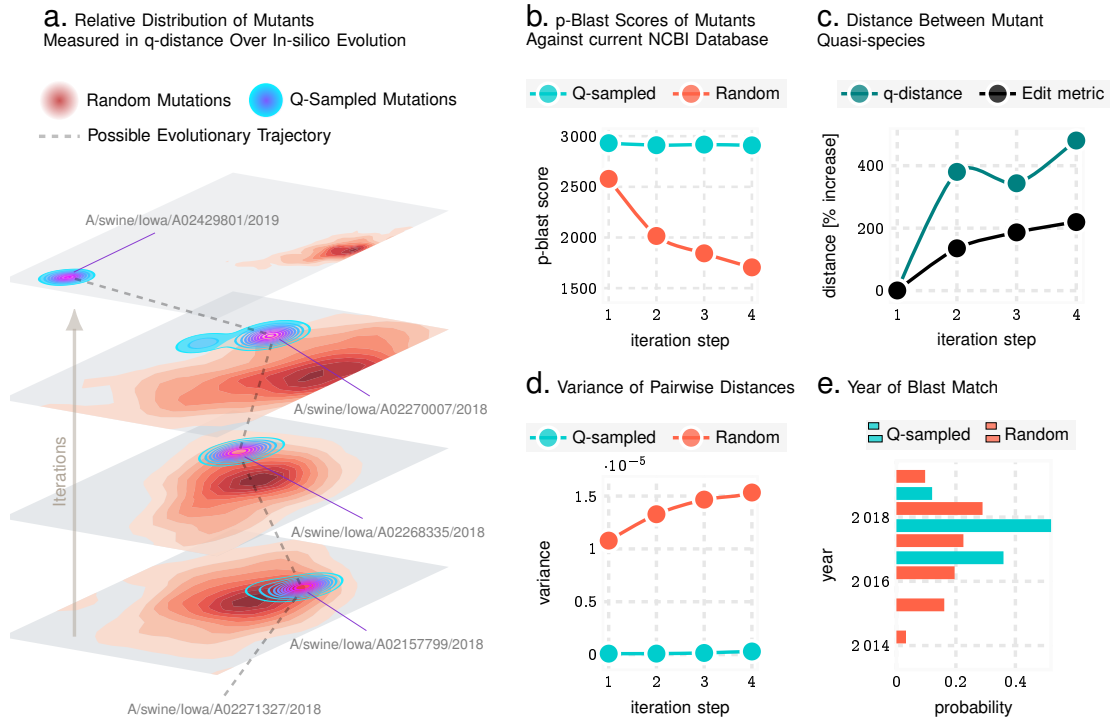 a. Relative Distribution of Mutants
Measured in q-distance Over In-silico Evolution
Random Mutations
Q-Sampled Mutations
Possible Evolutionary Trajectory
A/swine/Iowa/A02429801/2019
A/swine/Iowa/A02270007/2018
A/swine/Iowa/A02268335/2018
A/swine/Iowa/A02157799/2018
A/swine/Iowa/A02271327/2018
Iterations
b. p-Blast Scores of Mutants
Against current NCBI Database
Q-sampled
Random
3000
2500
2000
1500
p-blast score
1 2 3 4
iteration step
c. Distance Between Mutant
Quasi-species
q-distance
Edit metric
400
200
0
distance [% increase]
1 2 3 4
iteration step
d. Variance of Pairwise Distances
Q-sampled
Random
·10⁻⁵
1.5
1
0.5
0
variance
1 2 3 4
iteration step
e. Year of Blast Match
Q-sampled
Random
2 018
2 016
2 014
year
0 0.4
probability